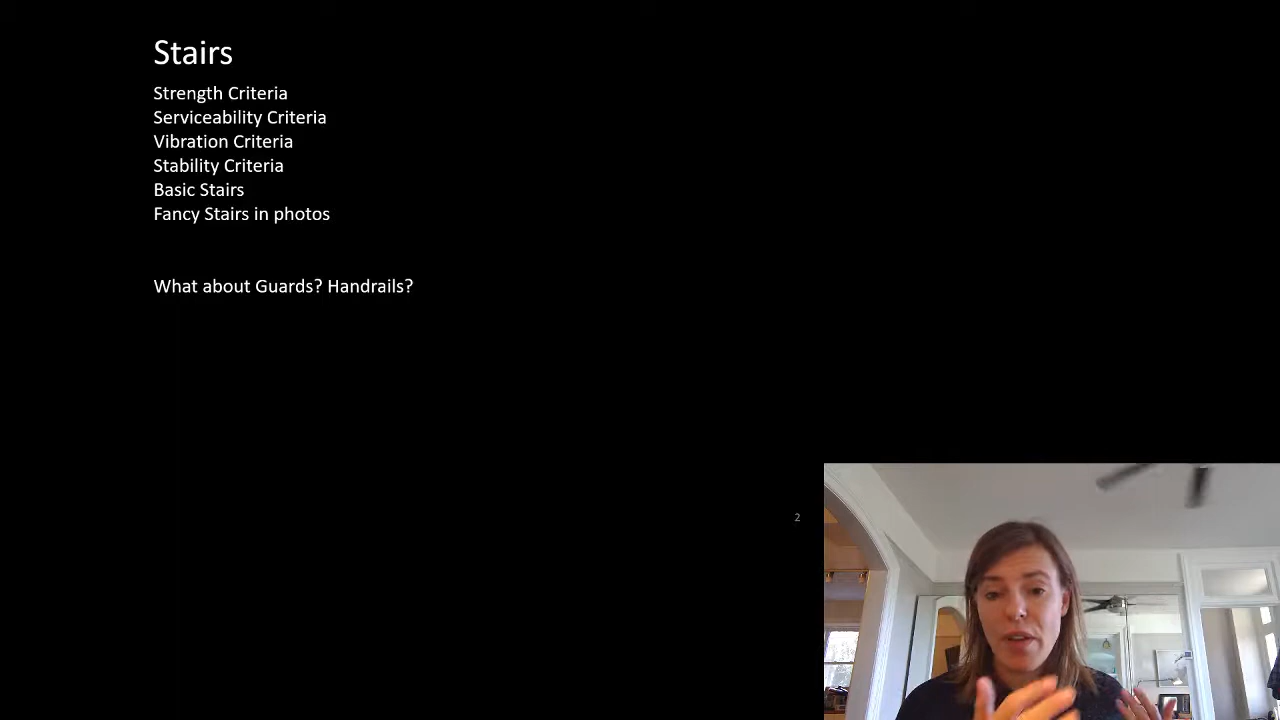 Stairs
Strength Criteria
Serviceability Criteria
Vibration Criteria
Stability Criteria
Basic Stairs
Fancy Stairs in photos
What about Guards? Handrails?
2